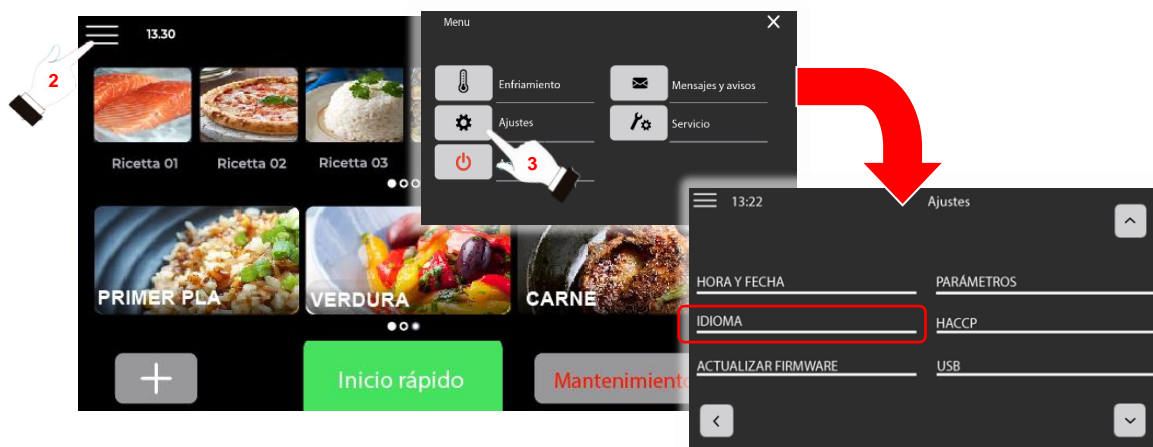 13.30
2
Ricetta 01
Ricetta 02
Ricetta 03
PRIMER PLA
VERDURA
CARNE
Inicio rápido
Mantenimiento
Menu
Enfriamiento
Mensajes y avisos
Ajustes
Servicio
3
13:22
Ajustes
HORA Y FECHA
PARÁMETROS
IDIOMA
HACCP
ACTUALIZAR FIRMWARE
USB